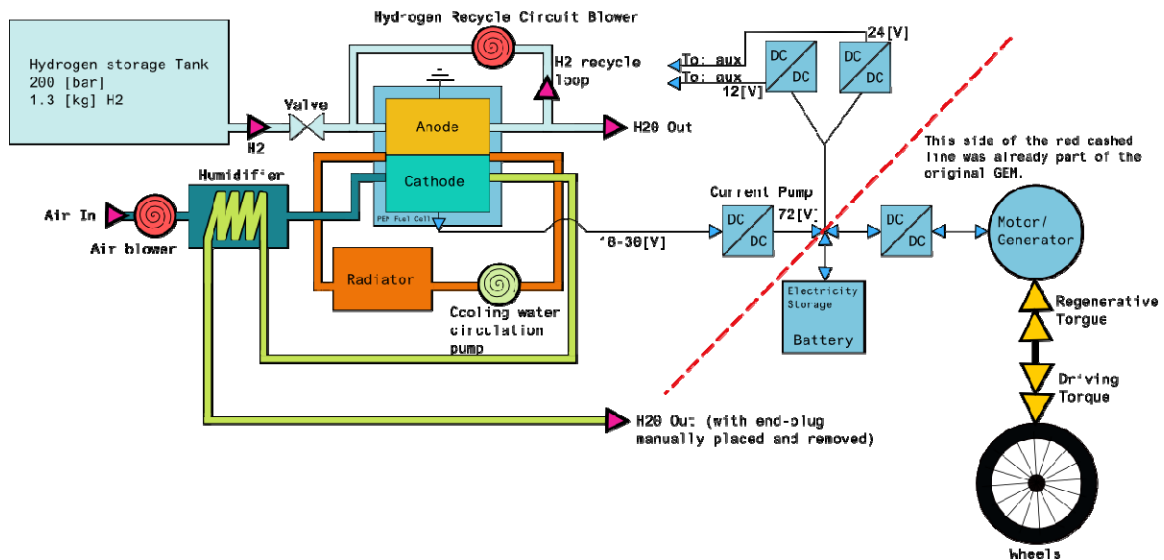 Hydrogen Recycle Circuit Blower
Hydrogen storage Tank
200 [bar]
1.3 [kg] H2
Valve
H2
Anode
Cathode
PEM Fuel Cell
H2 recycle
loop
H20 Out
To: aux
To: aux
12[V]
24[V]
DC
DC
DC
DC
This side of the red cashed
line was already part of the
original GEM.
Humidifier
Air In
Air blower
Radiator
Ccoling water
circulation
pump
18-30[V]
Current Pump
DC
DC
72[V]
DC
DC
Motor/
Generator
Electricity
Storage
Battery
Regenerative
Torgue
Driving
Torque
H20 Out (with end-plug
manually placed and removed)
wheels